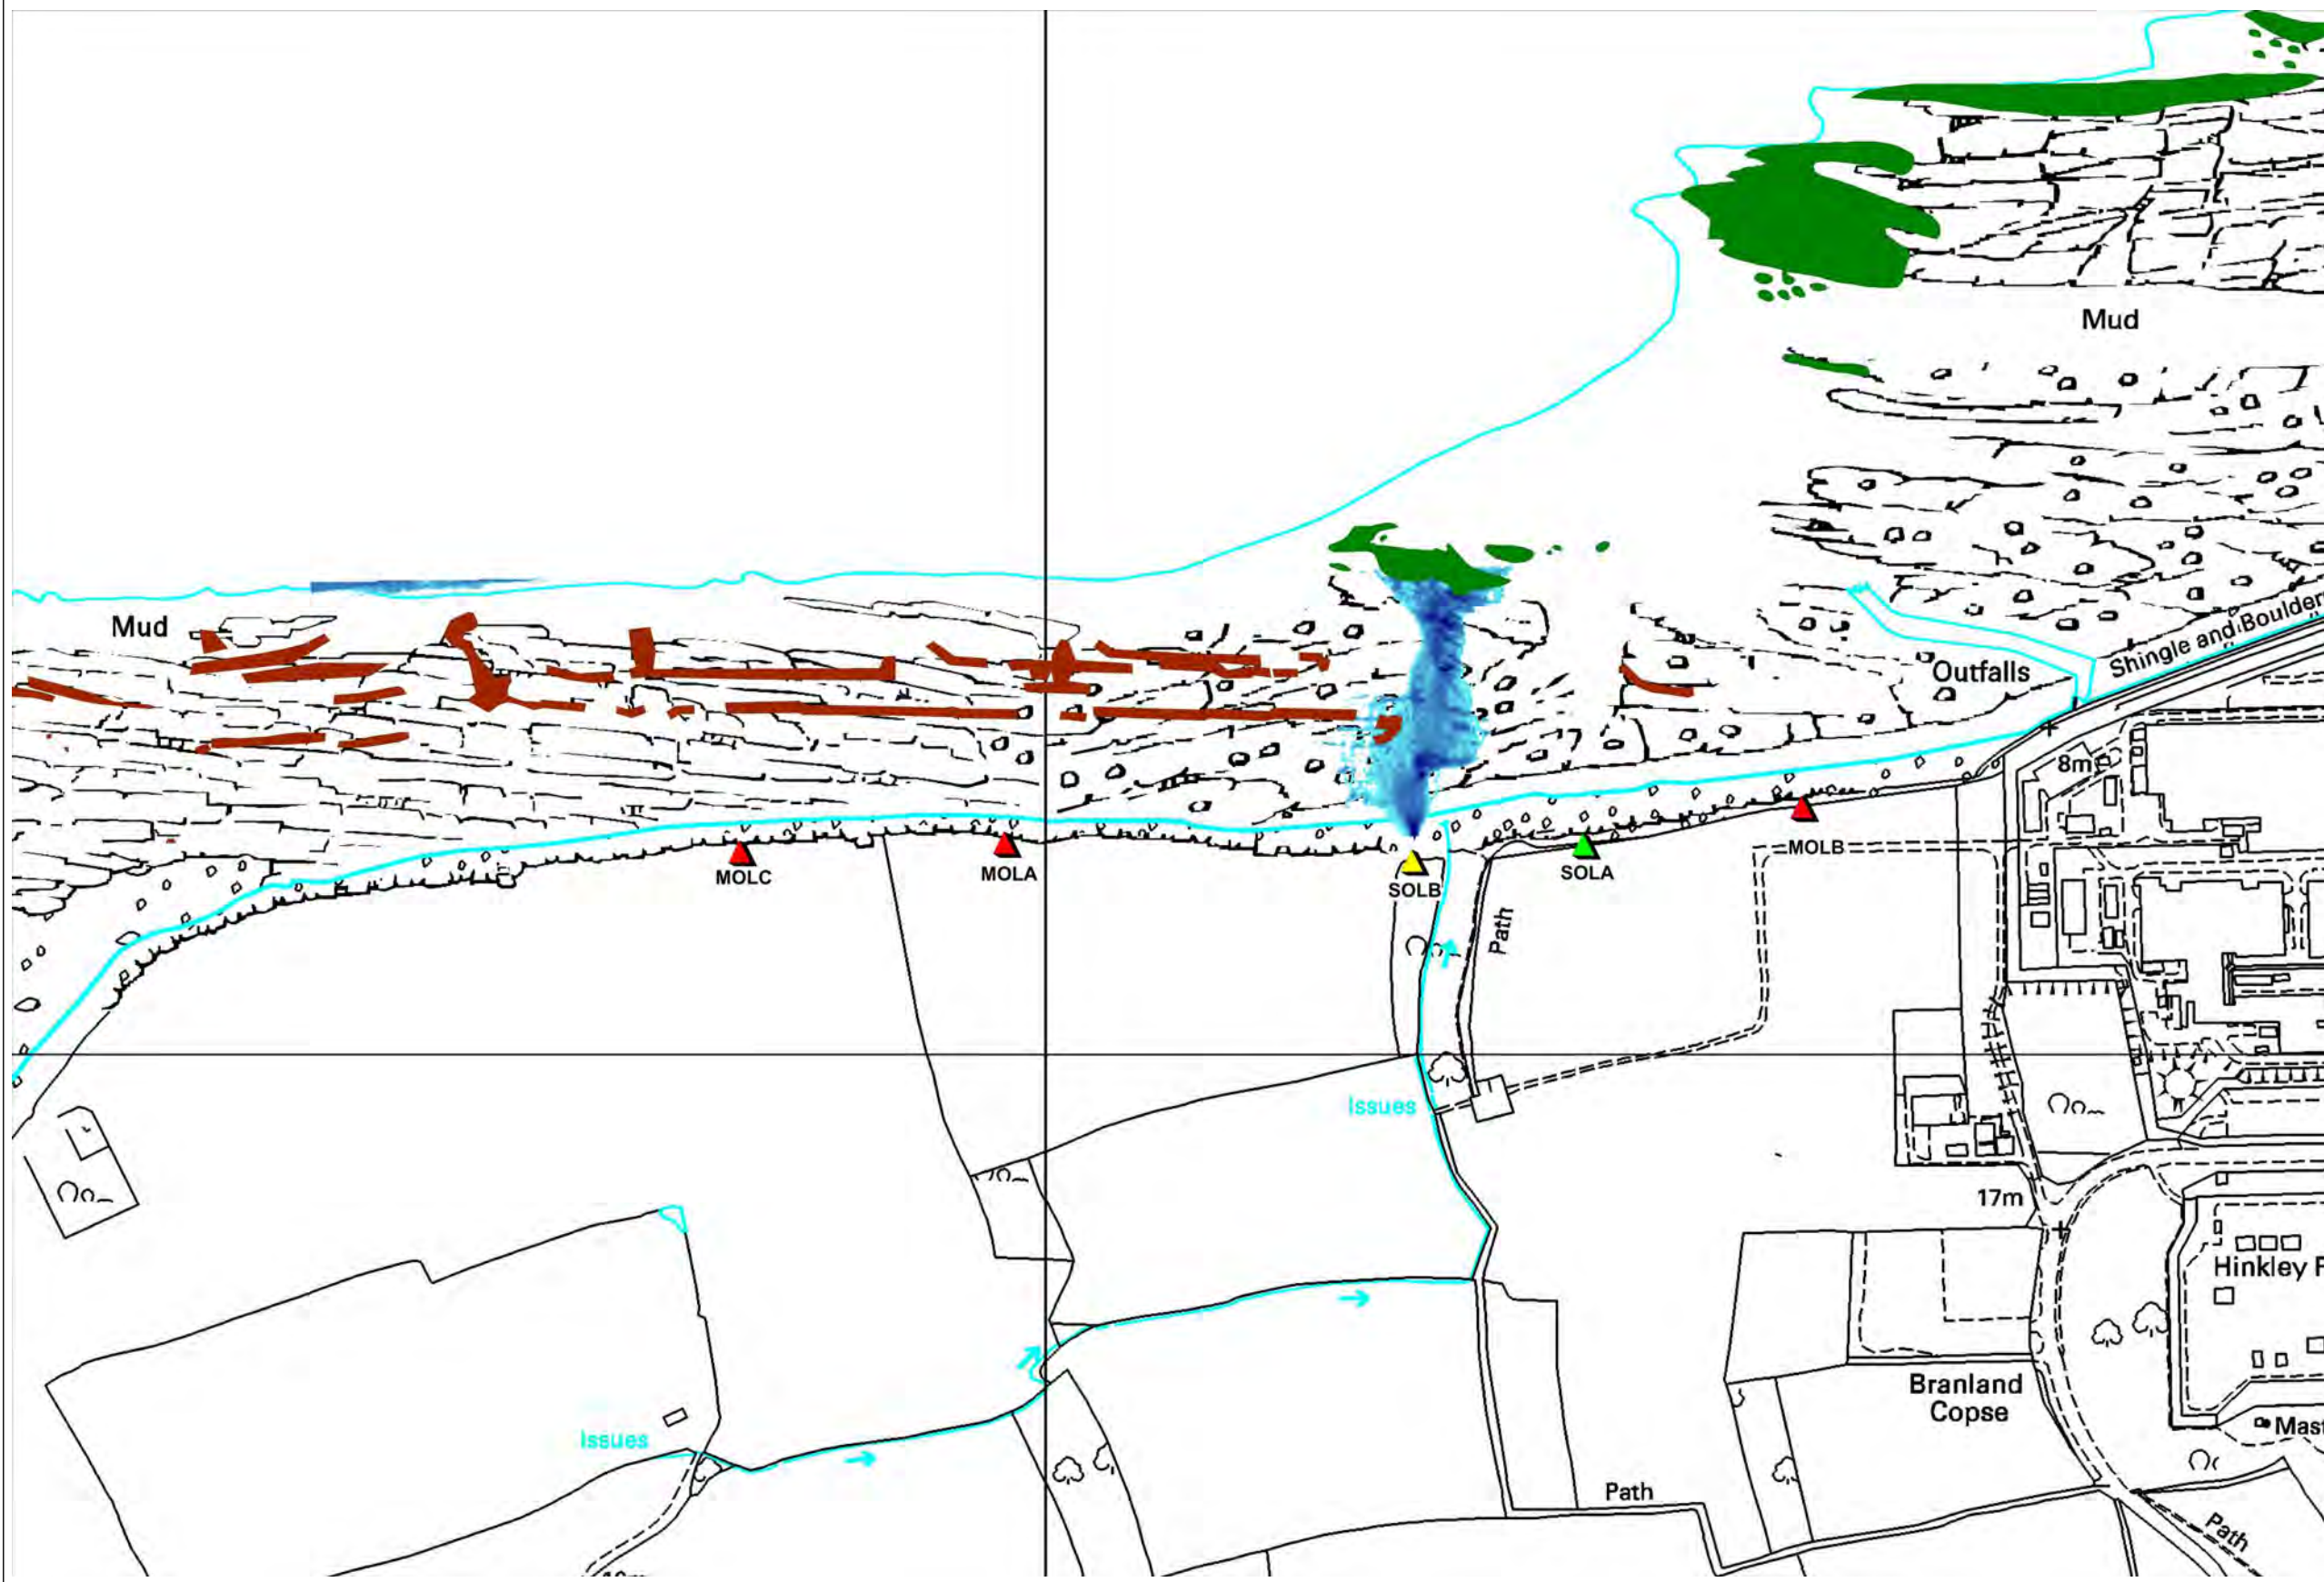 Mud
Mud
Outfalls
Shingle and Boulder
8m
MOLC
MOLA
SOLB
SOLA
MOLB
Path
Issues
17m
Hinkley P
Branland
Copse
Mast
Issues
Path
Path